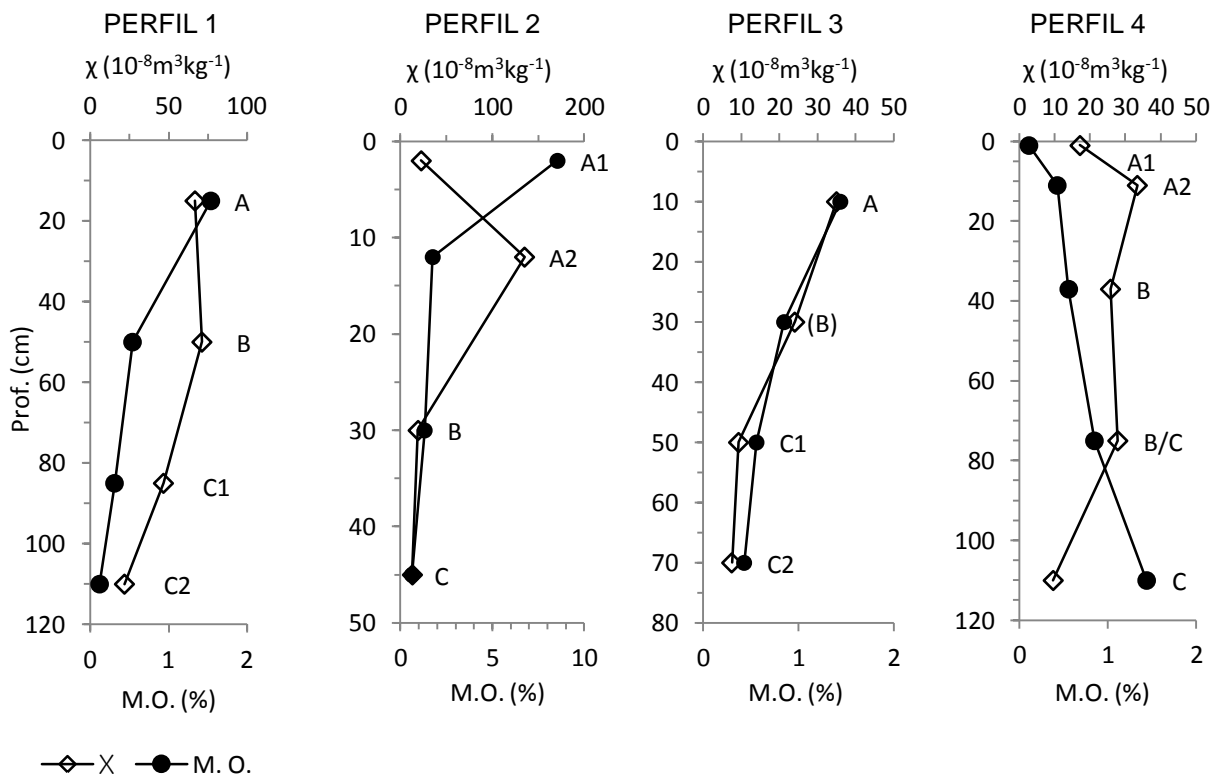 PERFIL 1
χ (10-8m3kg-1)
0 50 100
0
20
40
60
80
100
120
Prof. (cm)
A
B
C1
C2
0 1 2
M.O. (%)
PERFIL 2
χ (10-8m3kg-1)
0 100 200
0
10
20
30
40
50
A1
A2
B
C
0 5 10
M.O. (%)
PERFIL 3
χ (10-8m3kg-1)
0 10 20 30 40 50
0
10
20
30
40
50
60
70
80
A
(B)
C1
C2
0 1 2
M.O. (%)
PERFIL 4
χ (10-8m3kg-1)
0 10 20 30 40 50
0
20
40
60
80
100
120
A1
A2
B
B/C
C
0 1 2
M.O. (%)
χ M. O.